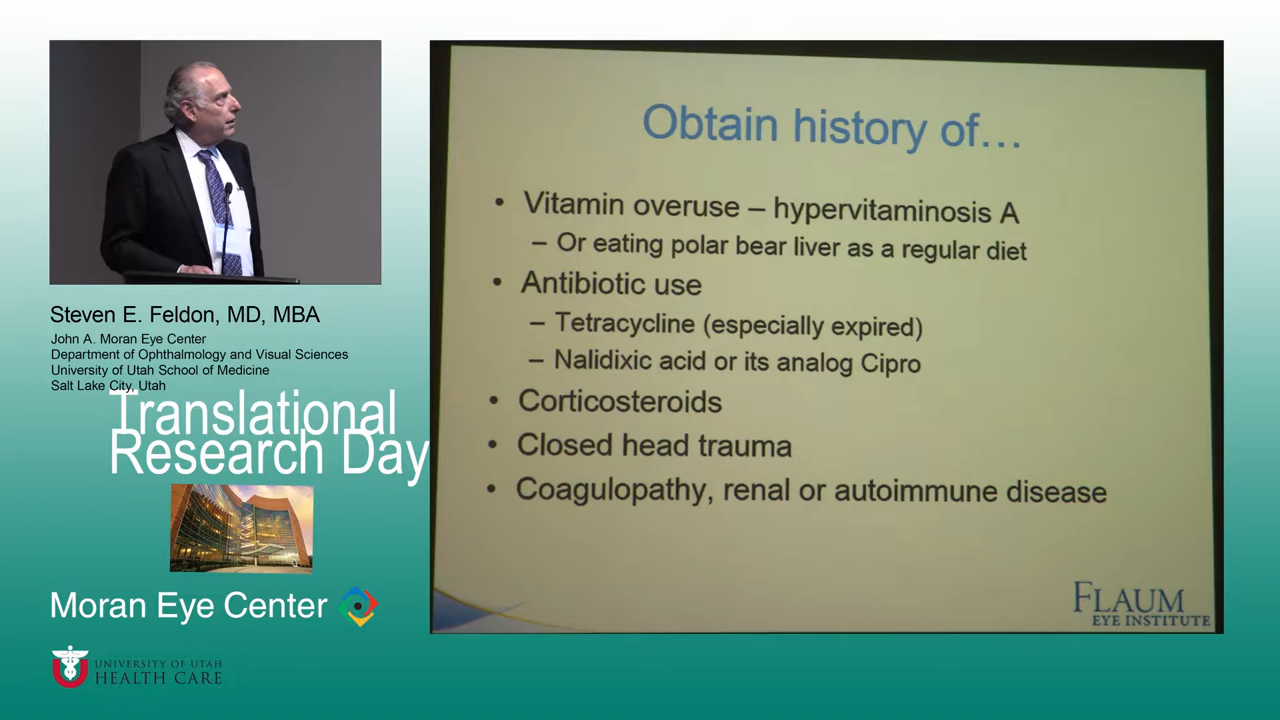 Steven E. Feldon, MD, MBA
John A. Moran Eye Center
Department of Ophthalmology and Visual Sciences
University of Utah School of Medicine
Salt Lake City, Utah
Translational
Research Day
Moran Eye Center
UNIVERSITY OF UTAH
HEALTH CARE
Obtain history of…
• Vitamin overuse – hypervitaminosis A
– Or eating polar bear liver as a regular diet
• Antibiotic use
– Tetracycline (especially expired)
– Nalidixic acid or its analog Cipro
• Corticosteroids
• Closed head trauma
• Coagulopathy, renal or autoimmune disease
FLAUM
EYE INSTITUTE